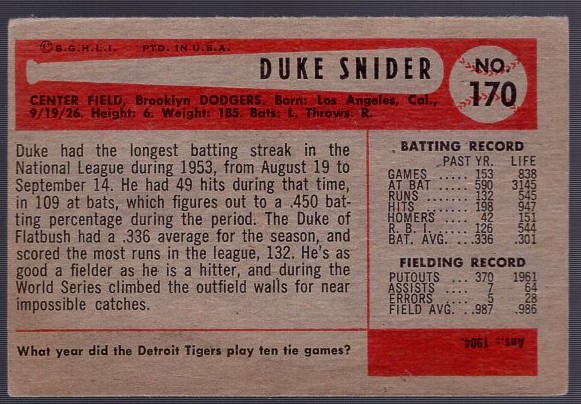 ©B.G.H.L.I. PTD. IN U.S.A.
DUKE SNIDER
NO.
170
CENTER FIELD, Brooklyn DODGERS. Born: Los Angeles, Cal.,
9/19/26. Height: 6. Weight: 185. Bats: L. Throws: R.
Duke had the longest batting streak in the
National League during 1953, from August 19 to
September 14. He had 49 hits during that time,
in 109 at bats, which figures out to a .450 bat-
ting percentage during the period. The Duke of
Flatbush had a .336 average for the season, and
scored the most runs in the league, 132. He's as
good a fielder as he is a hitter, and during the
World Series climbed the outfield walls for near
impossible catches.
What year did the Detroit Tigers play ten tie games?
BATTING RECORD
PAST YR. LIFE
GAMES ..... 153 838
AT BAT ..... 590 3145
RUNS ...... 132 545
HITS ....... 198 947
HOMERS .... 42 151
R. B. I. ..... 126 544
BAT. AVG. ...336 .301
FIELDING RECORD
PUTOUTS .. 370 1961
ASSISTS .... 7 64
ERRORS .... 5 28
FIELD AVG. ..987 .986
Ans.: 1904.